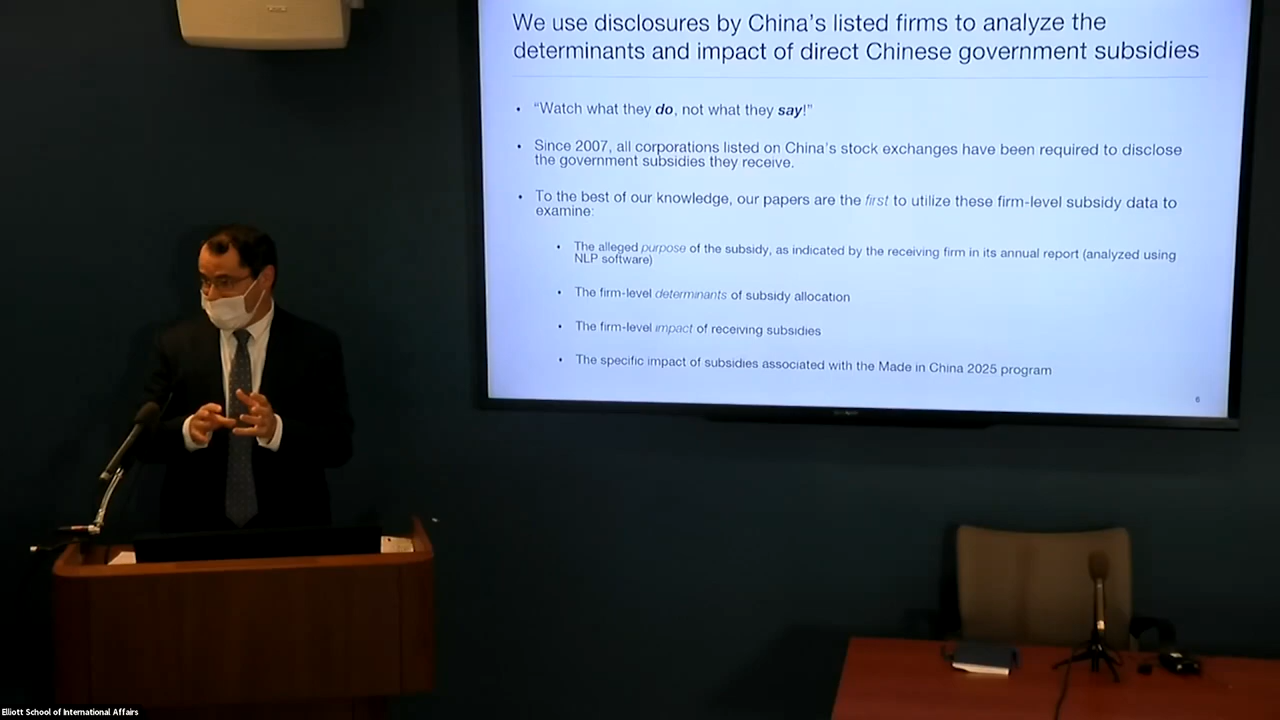 We use disclosures by China's listed firms to analyze the
determinants and impact of direct Chinese government subsidies
• "Watch what they do, not what they say!"
• Since 2007, all corporations listed on China's stock exchanges have been required to disclose
the government subsidies they receive.
• To the best of our knowledge, our papers are the first to utilize these firm-level subsidy data to
examine:
• The alleged purpose of the subsidy, as indicated by the receiving firm in its annual report (analyzed using
NLP software)
• The firm-level determinants of subsidy allocation
• The firm-level impact of receiving subsidies
• The specific impact of subsidies associated with the Made in China 2025 program
6
Elliott School of International Affairs